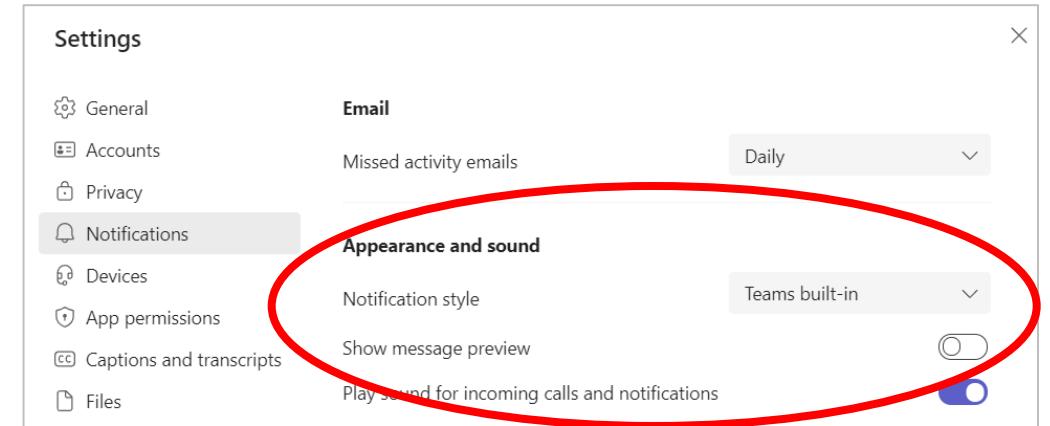 Settings
General
Accounts
Privacy
Notifications
Devices
App permissions
CC Captions and transcripts
Files
Email
Missed activity emails Daily
Appearance and sound
Notification style Teams built-in
Show message preview
Play sound for incoming calls and notifications